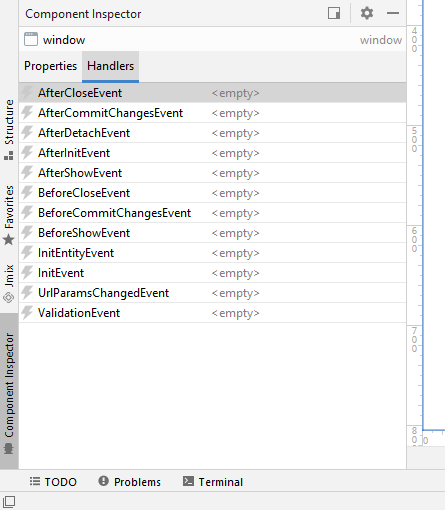 Component Inspector
window window
Properties Handlers
AfterCloseEvent <empty>
AfterCommitChangesEvent <empty>
AfterDetachEvent <empty>
AfterInitEvent <empty>
AfterShowEvent <empty>
BeforeCloseEvent <empty>
BeforeCommitChangesEvent <empty>
BeforeShowEvent <empty>
InitEntityEvent <empty>
InitEvent <empty>
UrlParamsChangedEvent <empty>
ValidationEvent <empty>
Structure
Favorites
Jmix
Component Inspector
400
500
600
700
800
0
TODO Problems Terminal